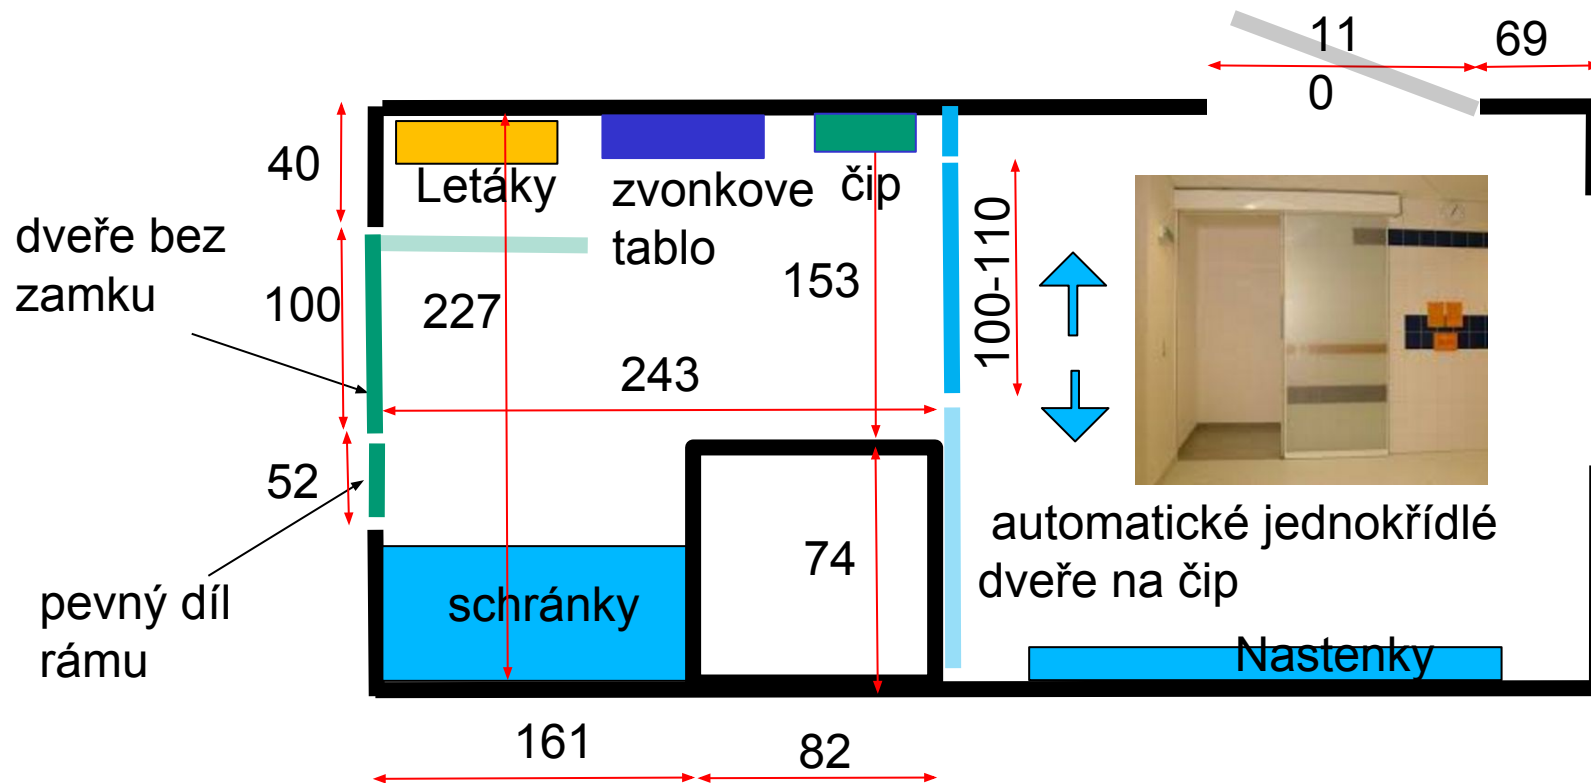 11
0
69
40
Letáky
zvonkove
tablo
čip
dveře bez
zamku
100
227
153
100-110
243
52
74
automatické jednokřídlé
dveře na čip
schránky
pevný díl
rámu
Nastenky
161
82